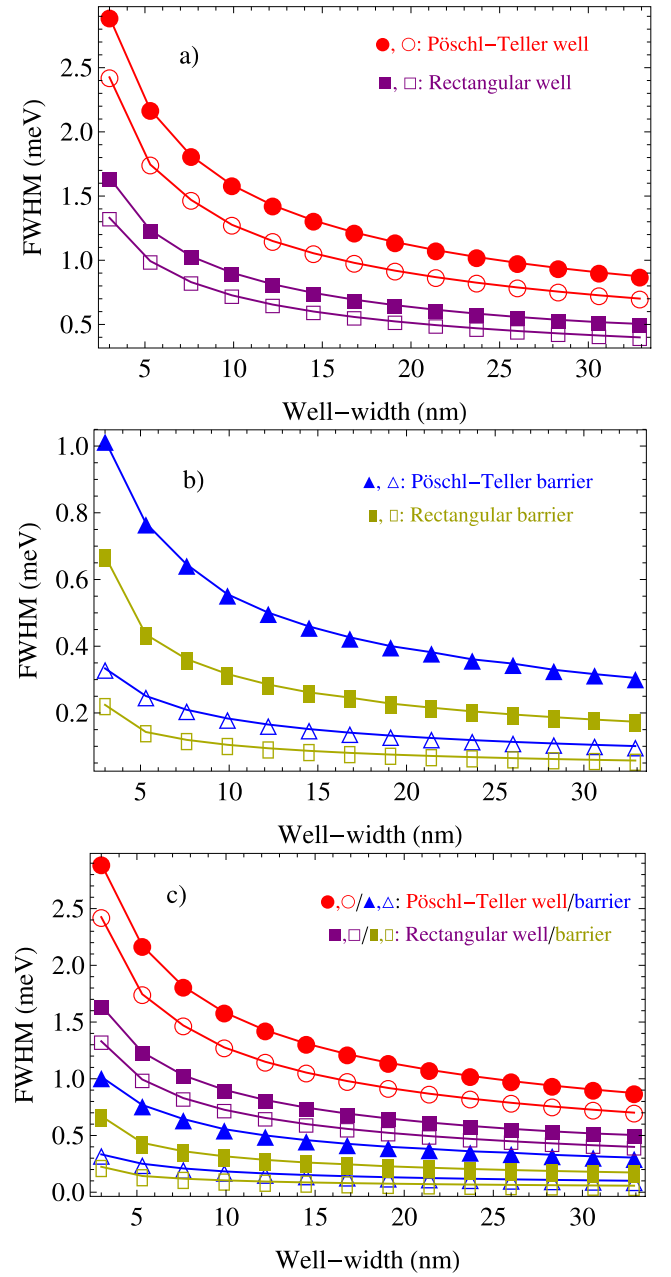 a)
●, ○: Pöschl−Teller well
■, □: Rectangular well
FWHM (meV)
2.5
2.0
1.5
1.0
0.5
5 10 15 20 25 30
Well−width (nm)
b)
▲, △: Pöschl−Teller barrier
■, ▯: Rectangular barrier
FWHM (meV)
1.0
0.8
0.6
0.4
0.2
5 10 15 20 25 30
Well−width (nm)
c)
●,○/▲,△: Pöschl−Teller well/barrier
■,□/■,▯: Rectangular well/barrier
FWHM (meV)
2.5
2.0
1.5
1.0
0.5
0.0
5 10 15 20 25 30
Well−width (nm)